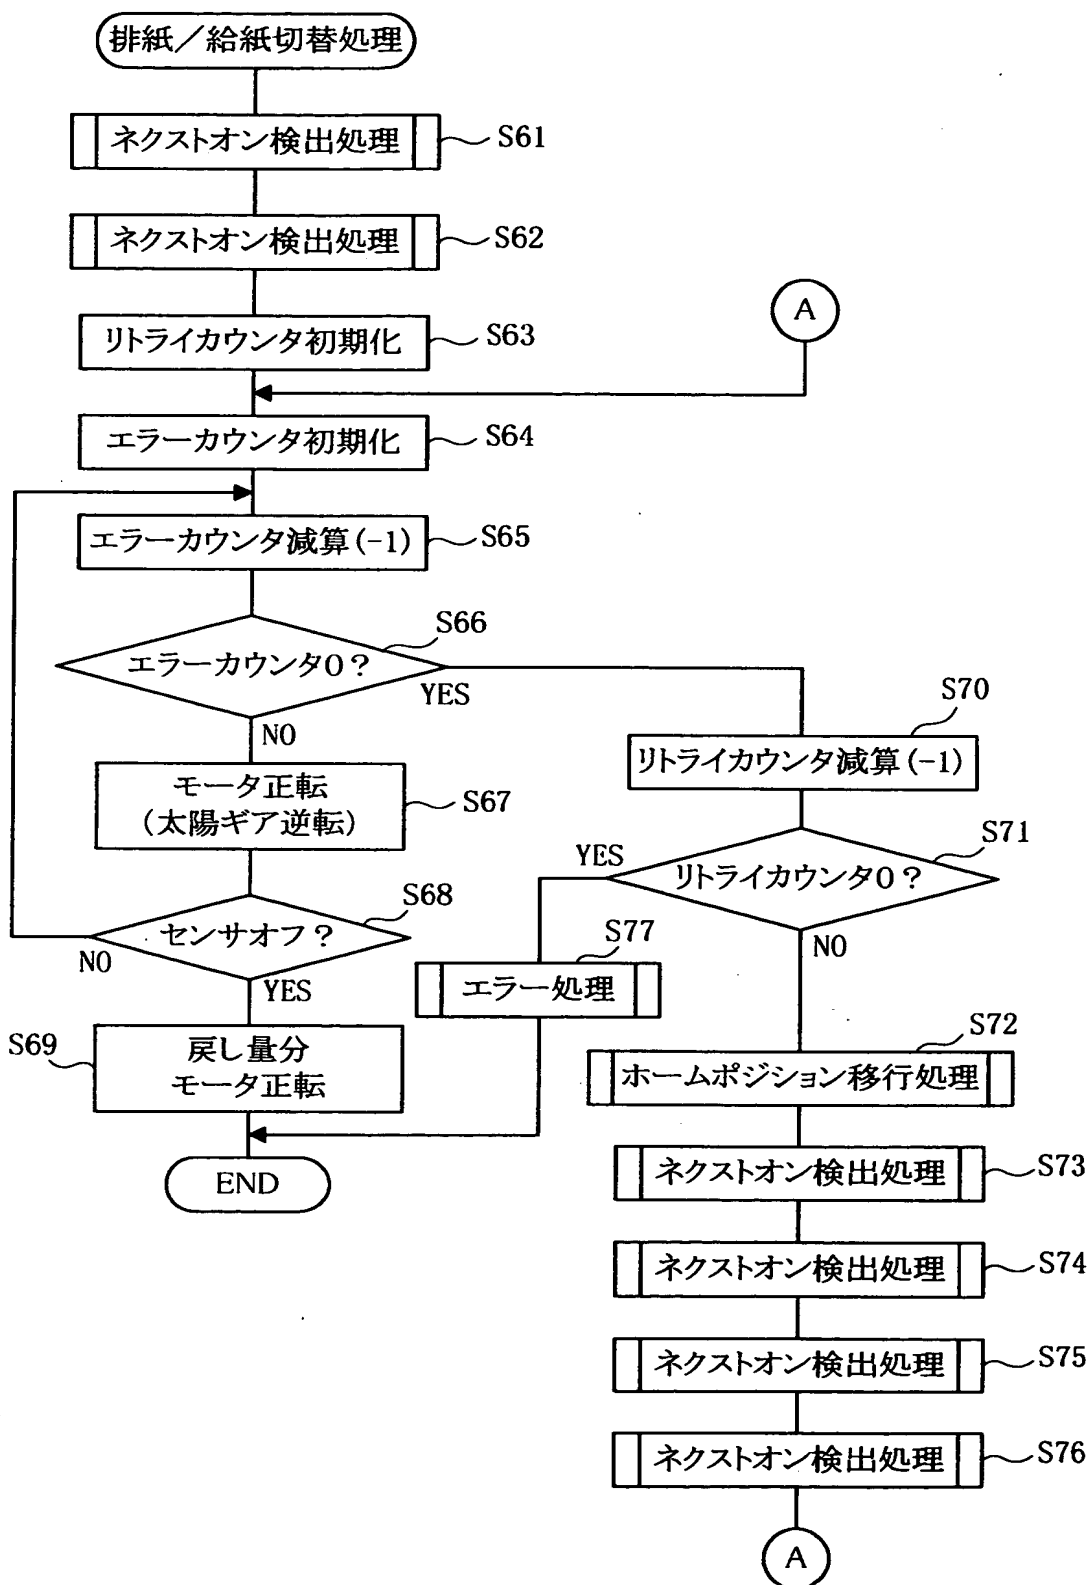 排紙／給紙切替処理
ネクストオン検出処理 S61
ネクストオン検出処理 S62
リトライカウンタ初期化 S63
A
エラーカウンタ初期化 S64
エラーカウンタ減算(-1) S65
S66
エラーカウンタ0？
YES
NO
モータ正転
(太陽ギア逆転)
S67
S68
センサオフ？
NO
YES
S69
戻し量分
モータ正転
END
S70
リトライカウンタ減算(-1)
S71
リトライカウンタ0？
YES
NO
S77
エラー処理
S72
ホームポジション移行処理
ネクストオン検出処理 S73
ネクストオン検出処理 S74
ネクストオン検出処理 S75
ネクストオン検出処理 S76
A